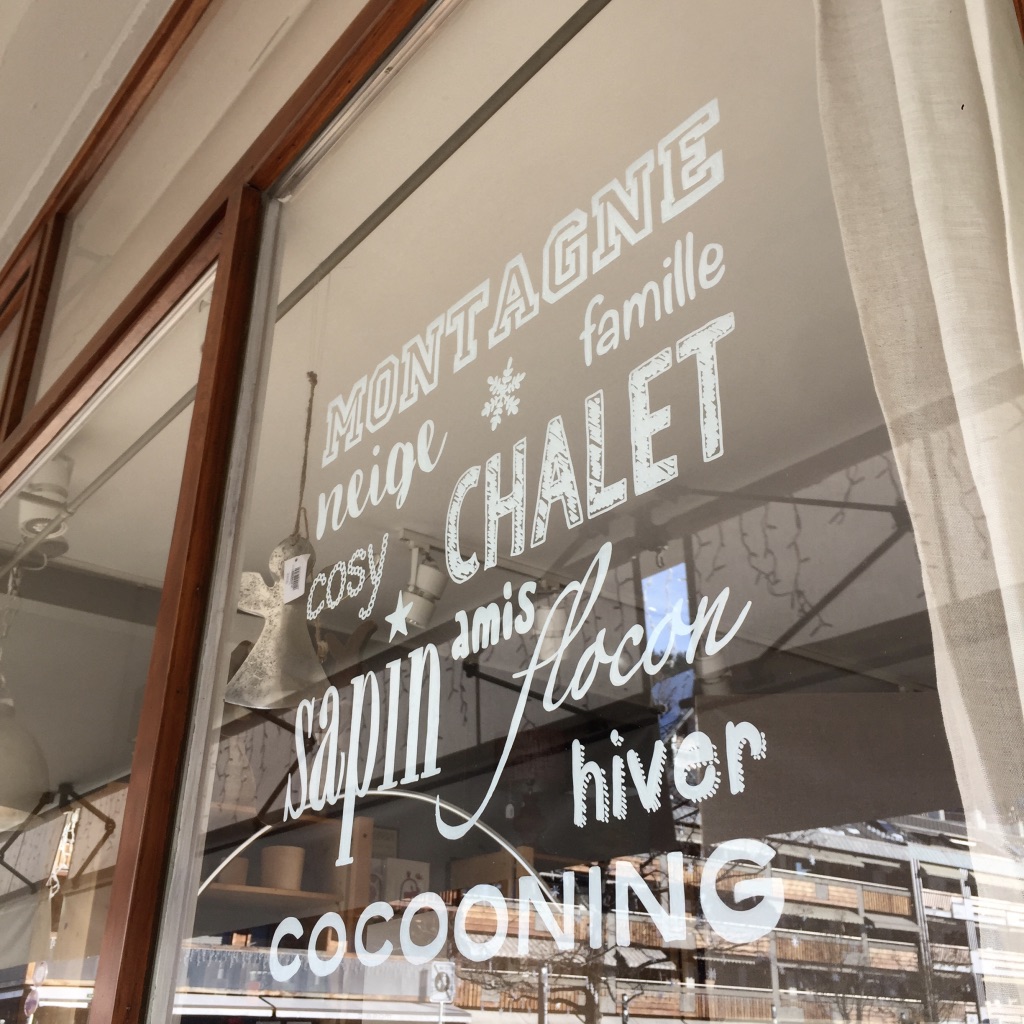 MONTAGNE
famille
neige
CHALET
cosy
amis
flocon
sapin
hiver
COCOONING